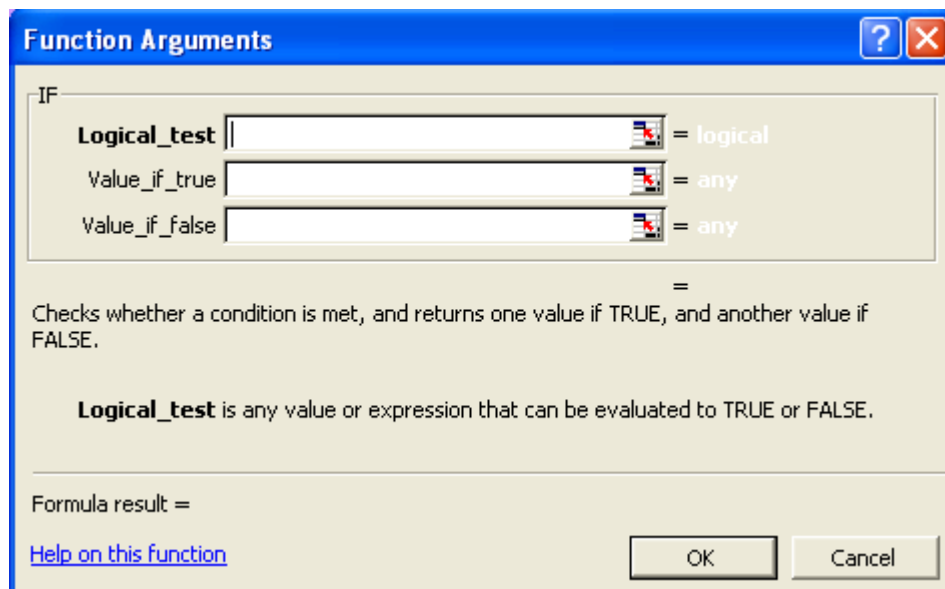 Function Arguments
?
IF
Logical_test = logical
Value_if_true = any
Value_if_false = any
=
Checks whether a condition is met, and returns one value if TRUE, and another value if
FALSE.
Logical_test is any value or expression that can be evaluated to TRUE or FALSE.
Formula result =
Help on this function OK Cancel